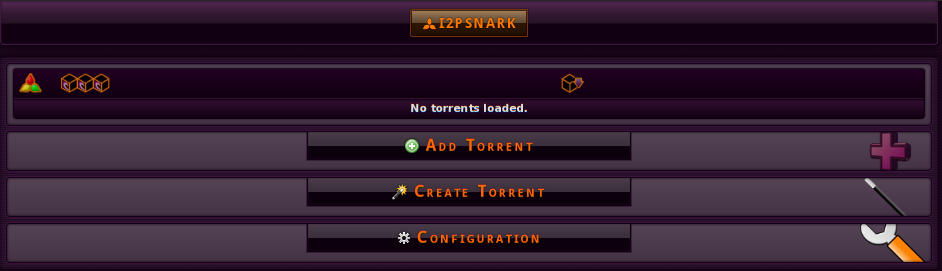 I2PSNARK
No torrents loaded.
Add Torrent
Create Torrent
Configuration